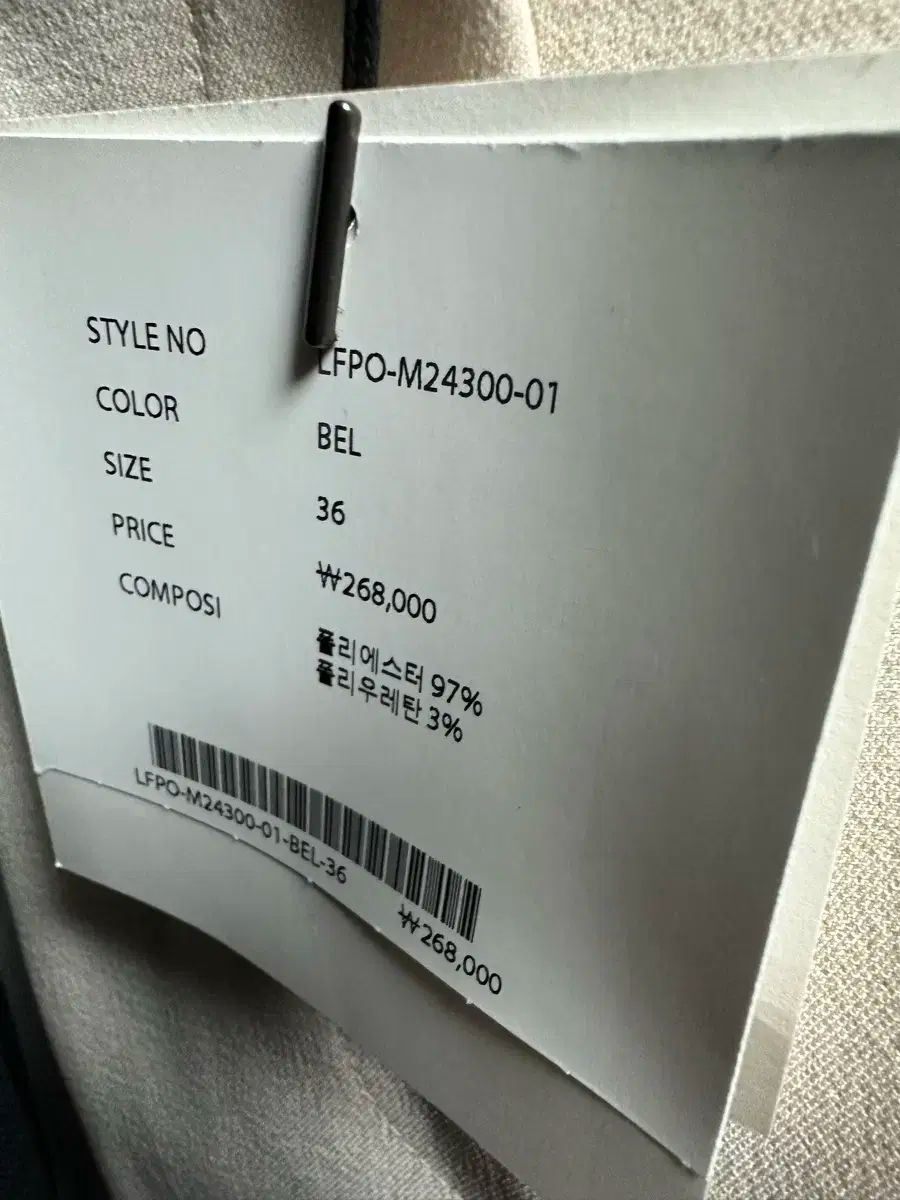 STYLE NO LFPO-M24300-01
COLOR BEL
SIZE 36
PRICE ₩268,000
COMPOSI 폴리에스터 97%
폴리우레탄 3%
LFPO-M24300-01-BEL-36
₩268,000